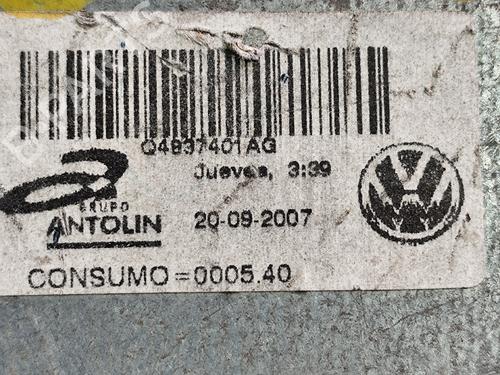 Q4837401AG
Jueves, 3:39
GRUPO
ANTOLIN
20-09-2007
CONSUMO=0005.40